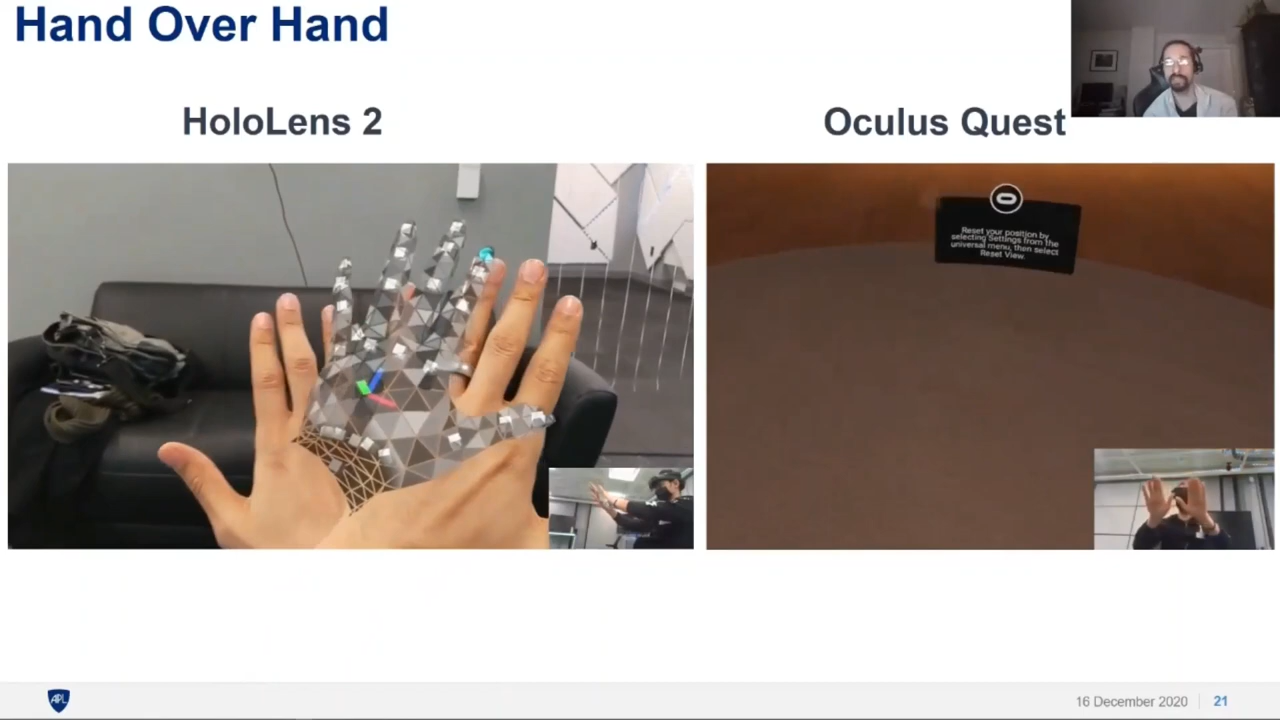 Hand Over Hand
HoloLens 2
Oculus Quest
Reset your position by
selecting Settings from the
universal menu, then select
Reset View.
APL
16 December 2020
21